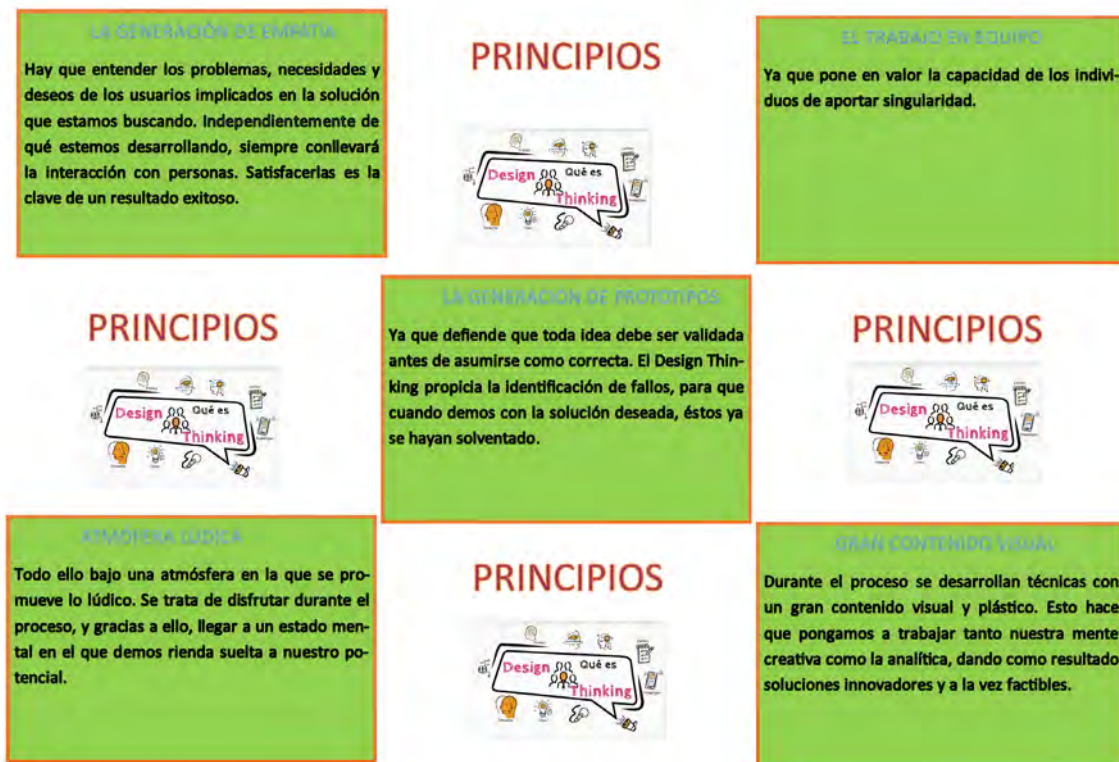 LA GENERACIÓN DE EMPATIA
Hay que entender los problemas, necesidades y
deseos de los usuarios implicados en la solución
que estamos buscando. Independientemente de
qué estemos desarrollando, siempre conllevará
la interacción con personas. Satisfacerlas es la
clave de un resultado exitoso.
PRINCIPIOS
Design Qué es
Thinking
EL TRABAJO EN EQUIPO
Ya que pone en valor la capacidad de los indivi-
duos de aportar singularidad.
PRINCIPIOS
Design Qué es
Thinking
LA GENERACIÓN DE PROTOTIPOS
Ya que defiende que toda idea debe ser validada
antes de asumirse como correcta. El Design Thin-
king propicia la identificación de fallos, para que
cuando demos con la solución deseada, éstos ya
se hayan solventado.
PRINCIPIOS
Design Qué es
Thinking
ATMÓFERA LÚDICA
Todo ello bajo una atmósfera en la que se pro-
mueve lo lúdico. Se trata de disfrutar durante el
proceso, y gracias a ello, llegar a un estado men-
tal en el que demos rienda suelta a nuestro po-
tencial.
PRINCIPIOS
Design Qué es
Thinking
GRAN CONTENIDO VISUAL
Durante el proceso se desarrollan técnicas con
un gran contenido visual y plástico. Esto hace
que pongamos a trabajar tanto nuestra mente
creativa como la analítica, dando como resultado
soluciones innovadores y a la vez factibles.